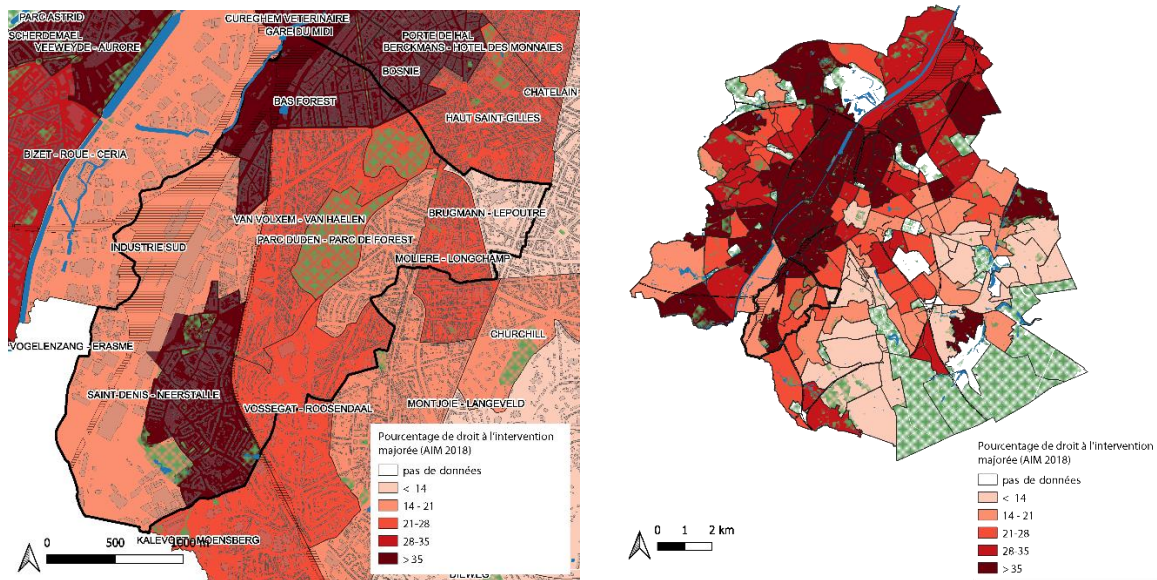 PARC ASTRID
SCHERDEMAEL
VEEWEYDE - AURORE
CUREGHEM VETERINAIRE
GARE DU MIDI
PORTE DE HAL
BERCKMANS - HOTEL DES MONNAIES
BOSNIE
CHATELAIN
BAS FOREST
HAUT SAINT-GILLES
BIZET - ROUE - CERIA
VAN VOLXEM - VAN HAELEN
BRUGMANN - LEPOUTRE
PARC DUDEN - PARC DE FOREST
INDUSTRIE SUD
MOLIERE - LONGCHAMP
CHURCHILL
VOGELENZANG - ERASME
SAINT-DENIS - NEERSTALLE
VOSSEGAT - ROOSENDAAL
MONTJOIE - LANGEVELD
KALEVOET - MOENSBERG
DIEWEG
Pourcentage de droit à l'intervention
majorée (AIM 2018)
pas de données
< 14
14 - 21
21-28
28-35
> 35
0 500 1000 m
Pourcentage de droit à l'intervention
majorée (AIM 2018)
pas de données
< 14
14 - 21
21-28
28-35
> 35
0 1 2 km